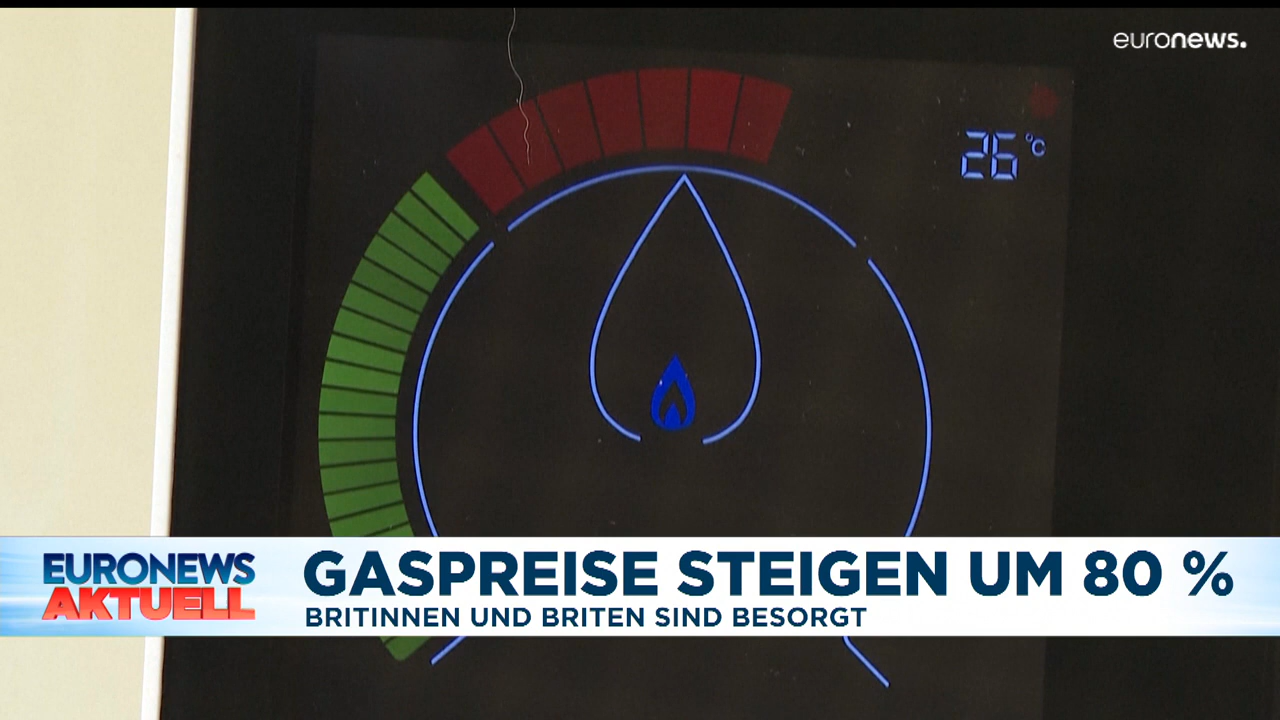 euronews.
26 °C
EURONEWS
AKTUELL
GASPREISE STEIGEN UM 80 %
BRITINNEN UND BRITEN SIND BESORGT